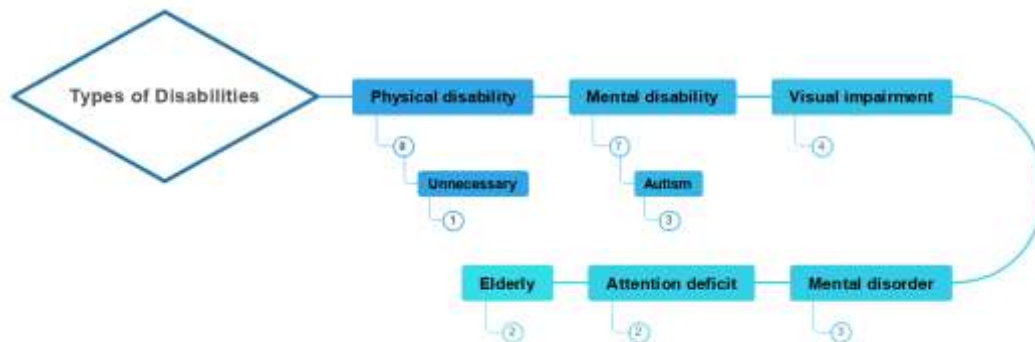 Types of Disabilities
Physical disability
Mental disability
Visual impairment
8
7
4
Unnecessary
Autism
1
3
Elderly
Attention deficit
Mental disorder
2
2
3